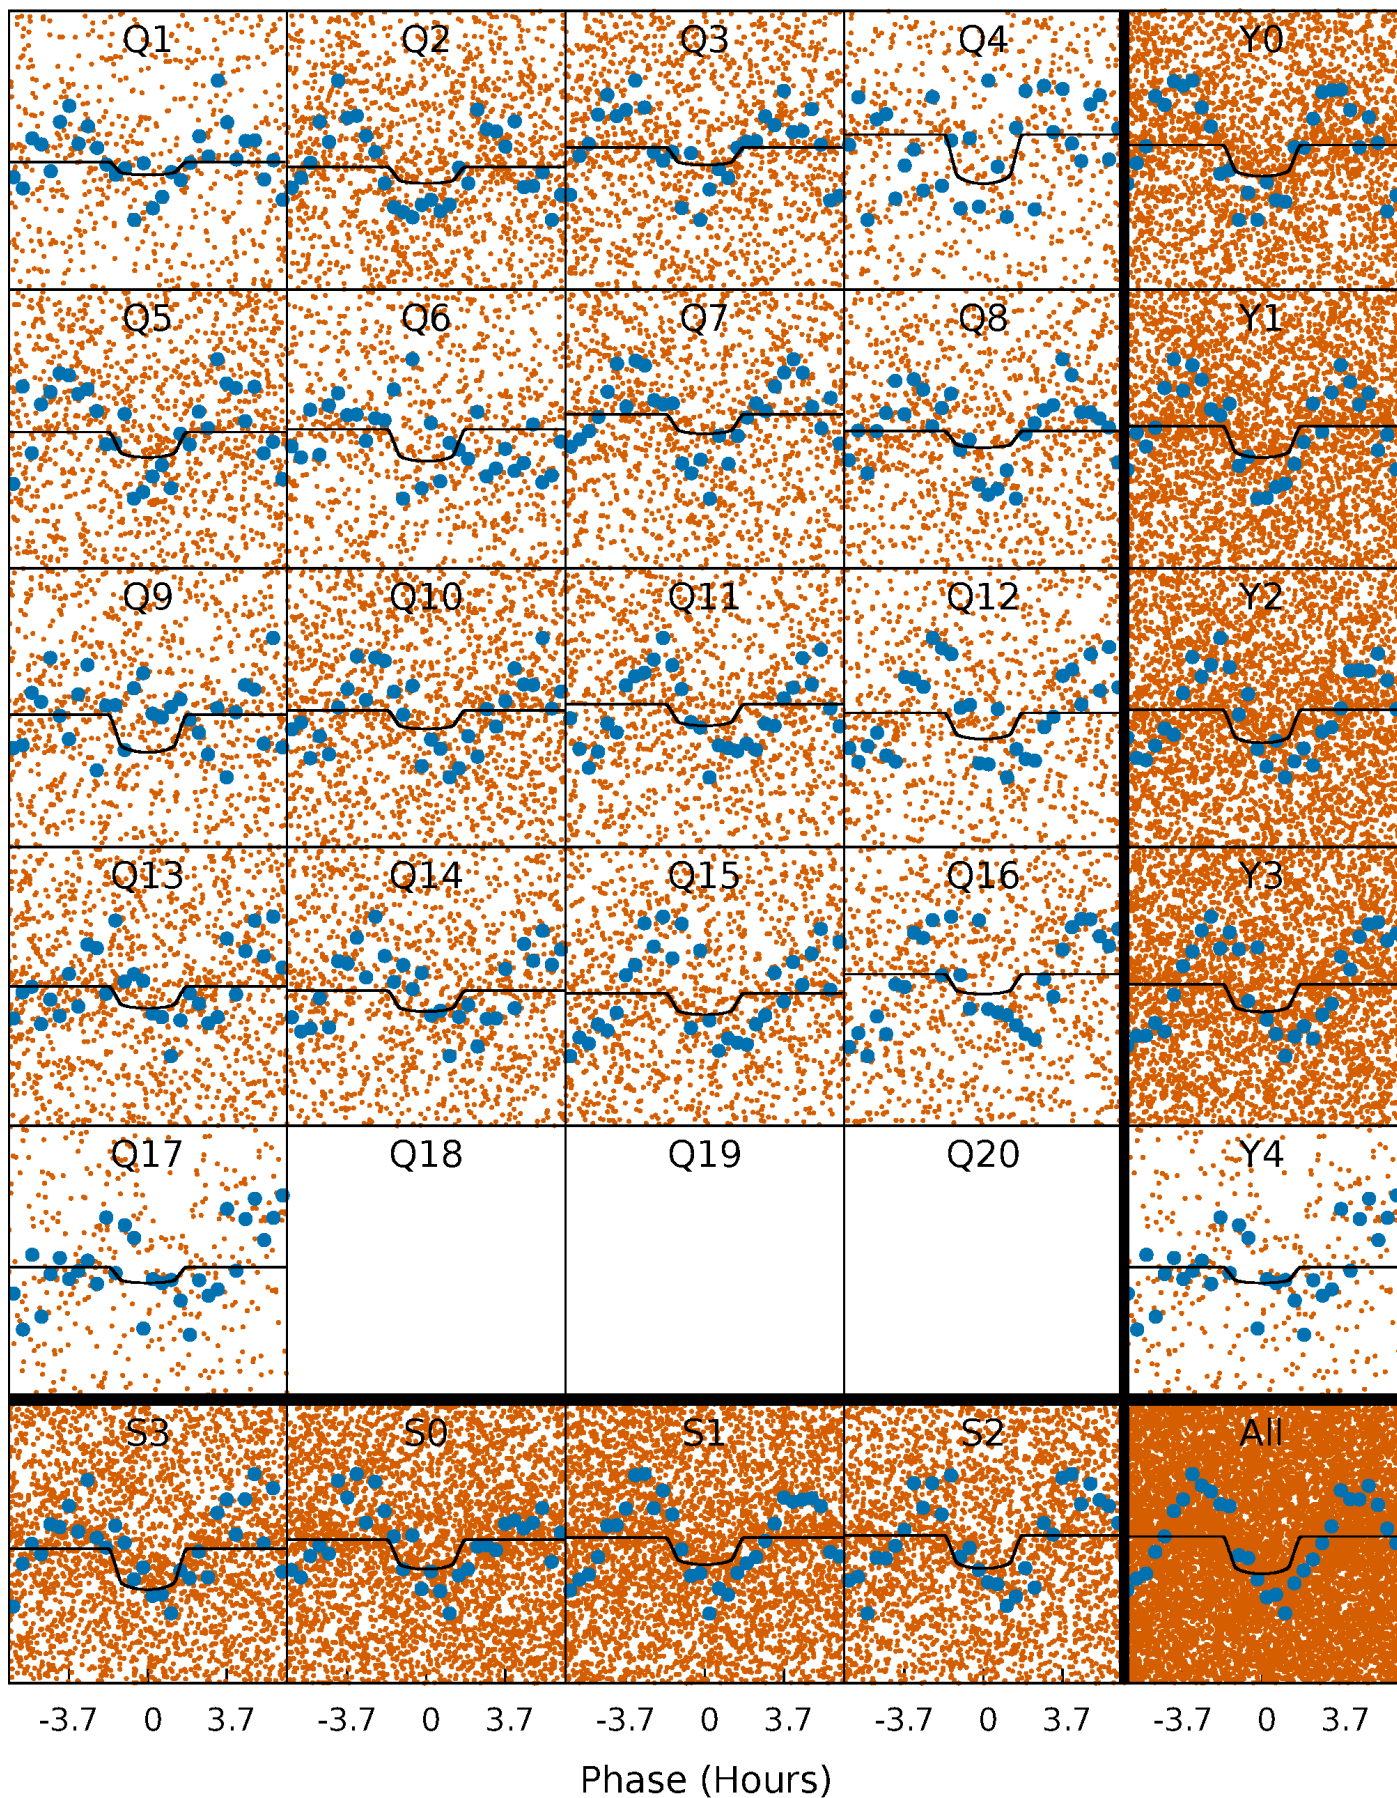 Q1 Q2 Q3 Q4 Y0
Q5 Q6 Q7 Q8 Y1
Q9 Q10 Q11 Q12 Y2
Q13 Q14 Q15 Q16 Y3
Q17 Q18 Q19 Q20 Y4
S3 S0 S1 S2 All
-3.7 0 3.7 -3.7 0 3.7 -3.7 0 3.7 -3.7 0 3.7 -3.7 0 3.7
Phase (Hours)